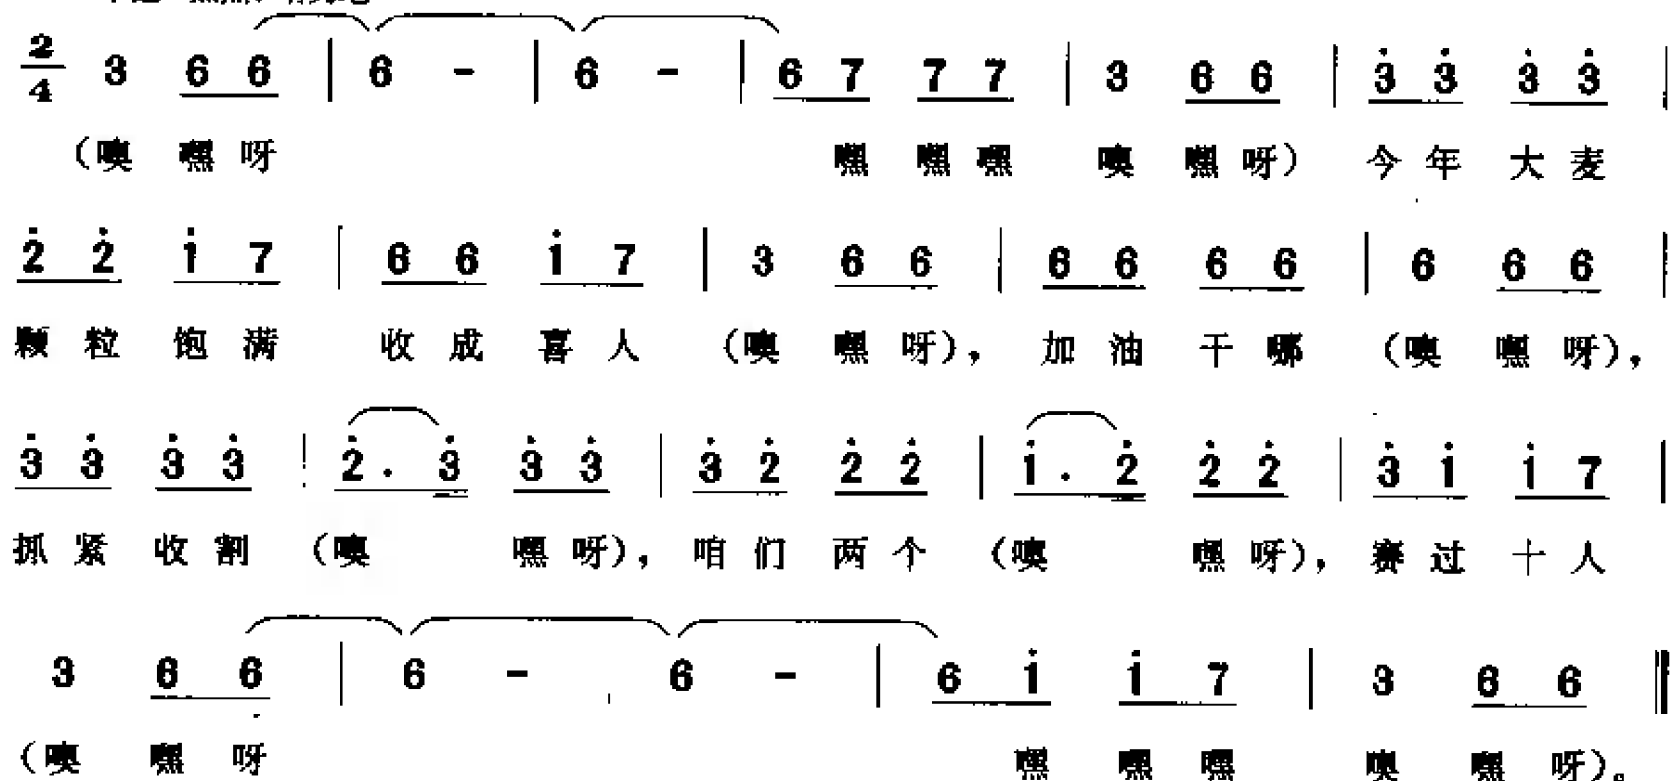 2/4 3 6 6 | 6 - | 6 - | 6 7 7 7 | 3 6 6 | 3̇ 3̇ 3̇ 3̇ |
(噢 嘿 呀 嘿 嘿 嘿 噢 嘿 呀) 今 年 大 麦
2̇ 2̇ 1̇ 7 | 6 6 1̇ 7 | 3 6 6 | 6 6 6 6 | 6 6 6 |
颗 粒 饱 满 收 成 喜 人 (噢 嘿 呀), 加 油 干 哪 (噢 嘿 呀),
3̇ 3̇ 3̇ 3̇ | 2̇ . 3̇ 3̇ 3̇ | 3̇ 2̇ 2̇ 2̇ | 1̇ . 2̇ 2̇ 2̇ | 3̇ 1̇ 1̇ 7 |
抓 紧 收 割 (噢 嘿 呀), 咱 们 两 个 (噢 嘿 呀), 赛 过 十 人
3 6 6 | 6 - 6 - | 6 1̇ 1̇ 7 | 3 6 6 ‖
(噢 嘿 呀 嘿 嘿 嘿 噢 嘿 呀)。